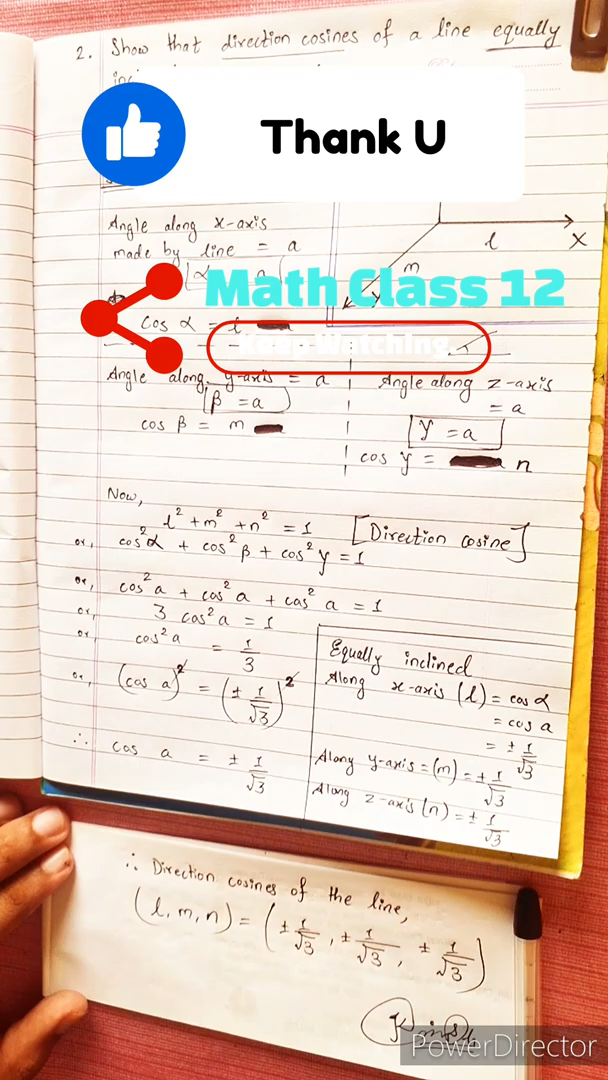 2. Show that direction cosines of a line equally
Thank U
Angle along x-axis
made by line = a
Math Class 12
cos α = l
Keep Watching
X
l
m
Y
Angle along y-axis = a
β = a
cos β = m
Angle along z-axis
= a
γ = a
cos γ = n
Now,
l² + m² + n² = 1 [Direction cosine]
or, cos²α + cos²β + cos²γ = 1
or, cos²a + cos²a + cos²a = 1
or, 3 cos²a = 1
or cos²a = 1/3
or, (cos a)² = (± 1/√3)²
∴ cos a = ± 1/√3
Equally inclined
Along x-axis (l) = cos α
= cos a
= ± 1/√3
Along y-axis = (m) = ± 1/√3
Along z-axis (n) = ± 1/√3
∴ Direction cosines of the line,
(l, m, n) = (± 1/√3, ± 1/√3, ± 1/√3)
PowerDirector